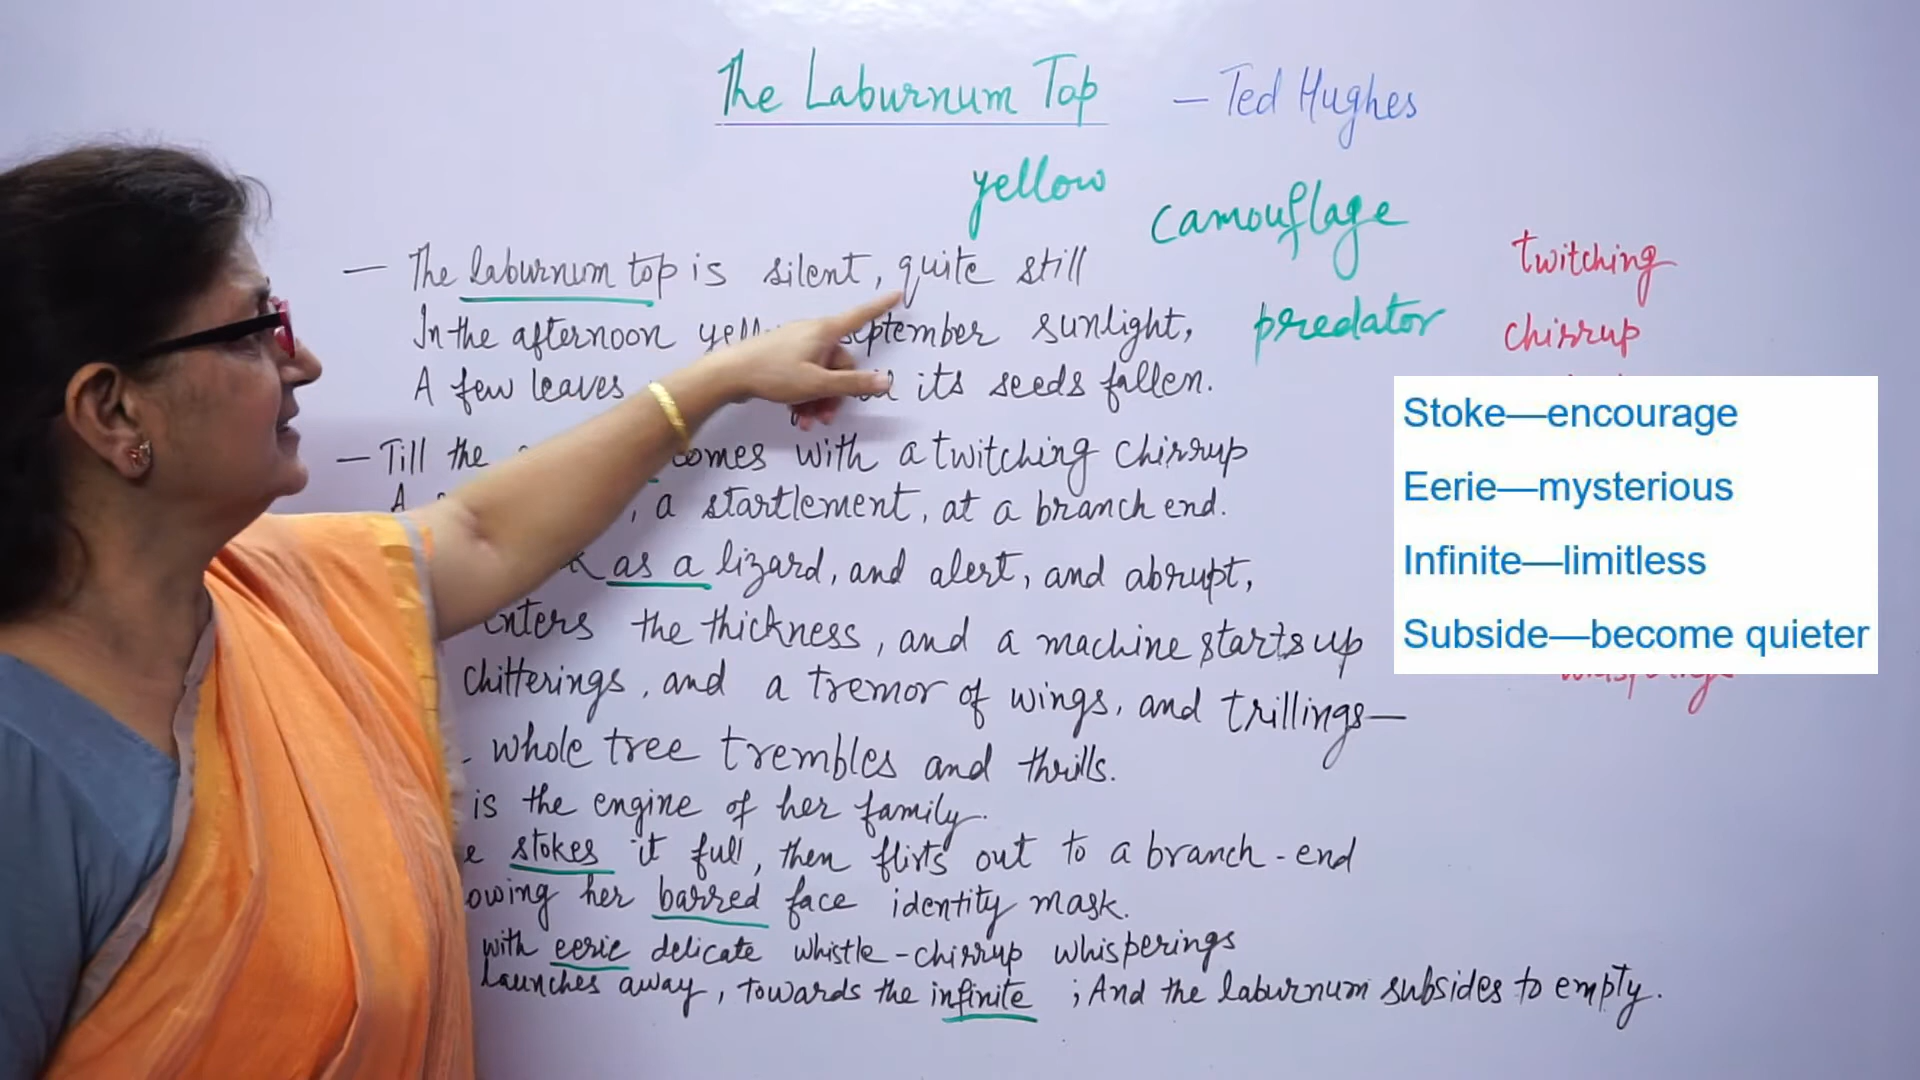 The Laburnum Top — Ted Hughes
yellow
camouflage
— The laburnum top is silent, quite still
In the afternoon September sunlight,
A few leaves its seeds fallen.
— Till the comes with a twitching chirrup
A , a startlement, at a branch end.
as a lizard, and alert, and abrupt,
enters the thickness, and a machine starts up
chitterings, and a tremor of wings, and trillings—
whole tree trembles and thrills.
is the engine of her family.
stokes it full, then flirts out to a branch-end
owing her barred face identity mask.
with eerie delicate whistle-chirrup whisperings
launches away, towards the infinite ; And the laburnum subsides to empty.
predator
twitching
chirrup
Stoke—encourage
Eerie—mysterious
Infinite—limitless
Subside—become quieter